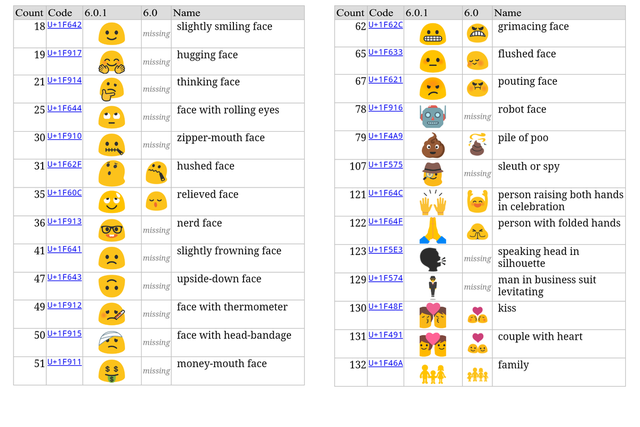 Count Code 6.0.1 6.0 Name
18 U+1F642 missing slightly smiling face
19 U+1F917 missing hugging face
21 U+1F914 missing thinking face
25 U+1F644 missing face with rolling eyes
30 U+1F910 missing zipper-mouth face
31 U+1F62F hushed face
35 U+1F60C relieved face
36 U+1F913 missing nerd face
41 U+1F641 missing slightly frowning face
47 U+1F643 missing upside-down face
49 U+1F912 missing face with thermometer
50 U+1F915 missing face with head-bandage
51 U+1F911 missing money-mouth face
Count Code 6.0.1 6.0 Name
62 U+1F62C grimacing face
65 U+1F633 flushed face
67 U+1F621 pouting face
78 U+1F916 missing robot face
79 U+1F4A9 pile of poo
107 U+1F575 missing sleuth or spy
121 U+1F64C person raising both hands
in celebration
122 U+1F64F person with folded hands
123 U+1F5E3 missing speaking head in
silhouette
129 U+1F574 missing man in business suit
levitating
130 U+1F48F kiss
131 U+1F491 couple with heart
132 U+1F46A family